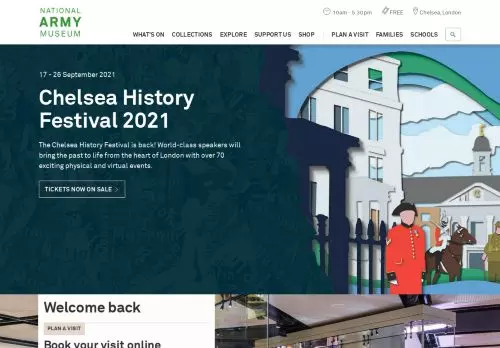 NATIONAL
ARMY
MUSEUM
10am - 5.30pm
FREE
Chelsea, London
WHAT'S ON
COLLECTIONS
EXPLORE
SUPPORT US
SHOP
PLAN A VISIT
FAMILIES
SCHOOLS
17 - 26 September 2021
Chelsea History
Festival 2021
The Chelsea History Festival is back! World-class speakers will
bring the past to life from the heart of London with over 70
exciting physical and virtual events.
TICKETS NOW ON SALE
Welcome back
PLAN A VISIT
Book your visit online